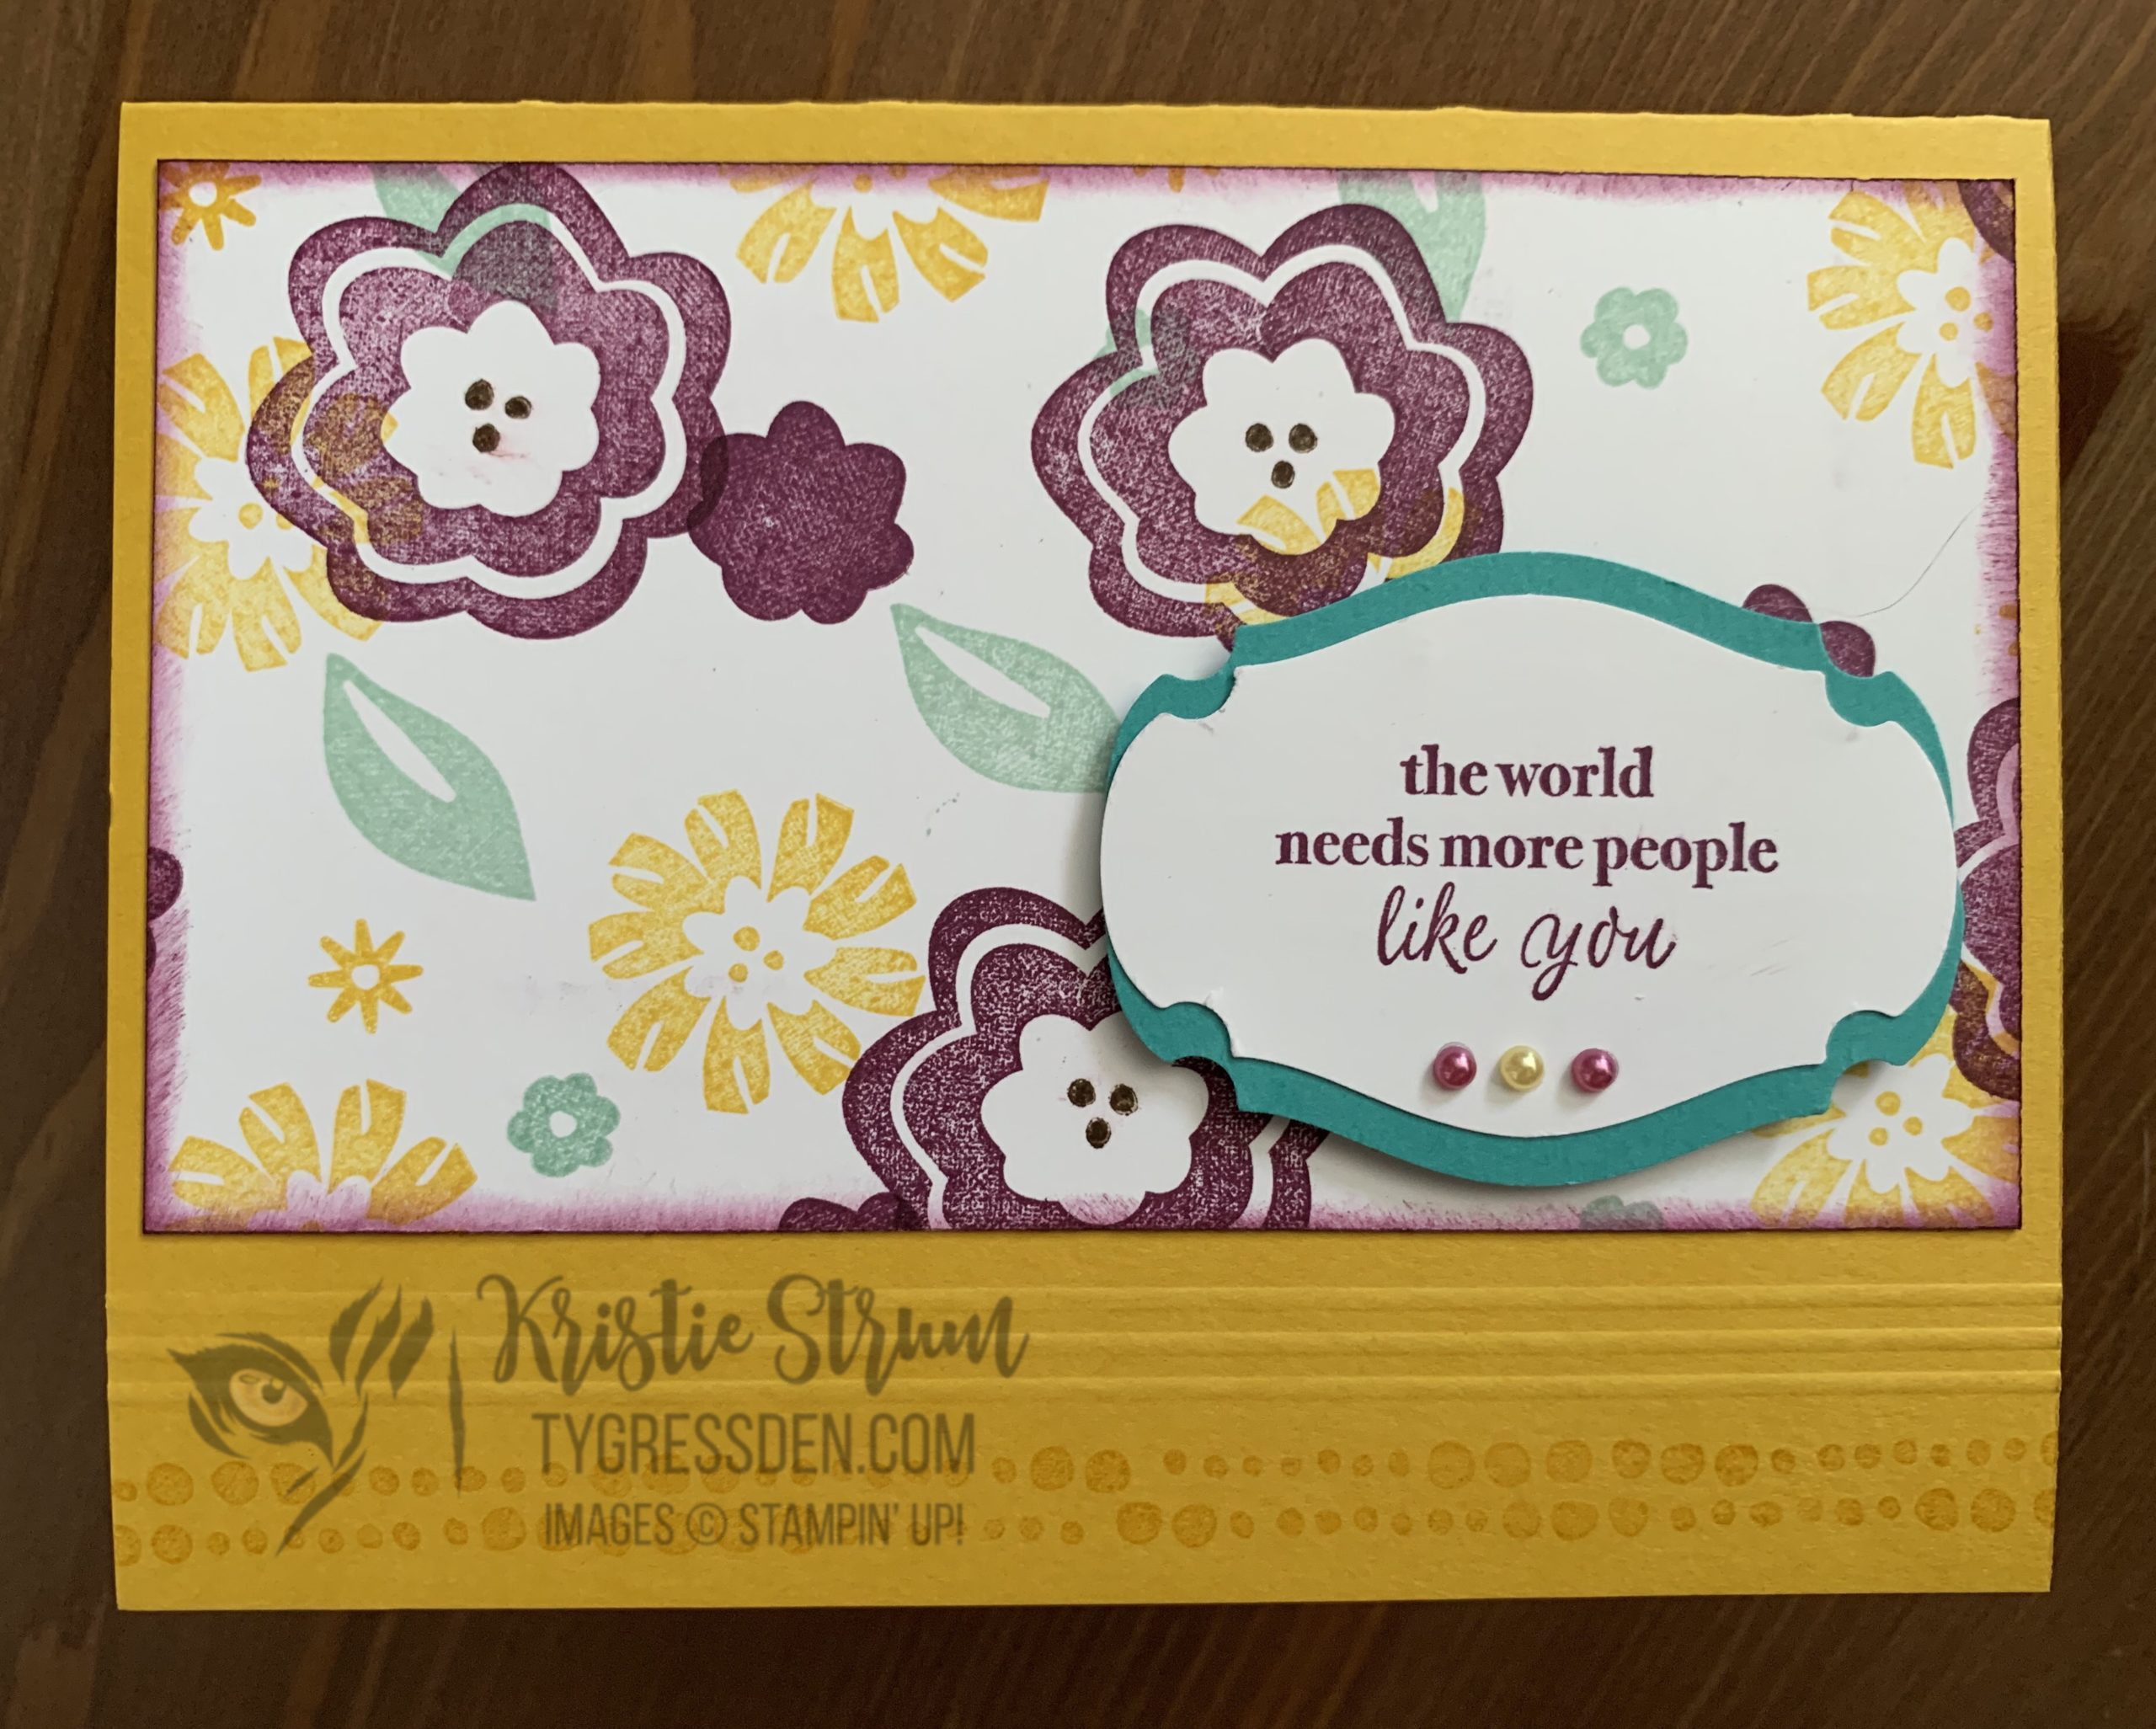 the world
needs more people
like you
Kristie Strum
TYGRESSDEN.COM
IMAGES © STAMPIN' UP!